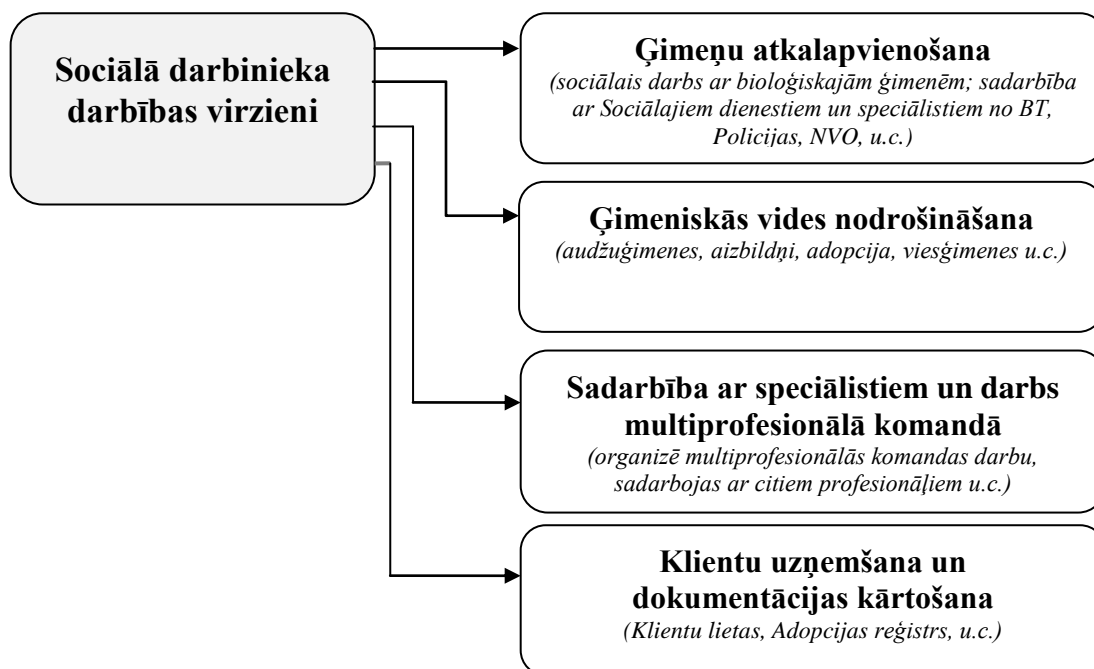 Sociālā darbinieka
darbības virzieni
Ģimeņu atkalapvienošana
(sociālais darbs ar bioloģiskajām ģimenēm; sadarbība
ar Sociālajiem dienestiem un speciālistiem no BT,
Policijas, NVO, u.c.)
Ģimeniskās vides nodrošināšana
(audžuģimenes, aizbildņi, adopcija, viesģimenes u.c.)
Sadarbība ar speciālistiem un darbs
multiprofesionālā komandā
(organizē multiprofesionālās komandas darbu,
sadarbojas ar citiem profesionāļiem u.c.)
Klientu uzņemšana un
dokumentācijas kārtošana
(Klientu lietas, Adopcijas reģistrs, u.c.)